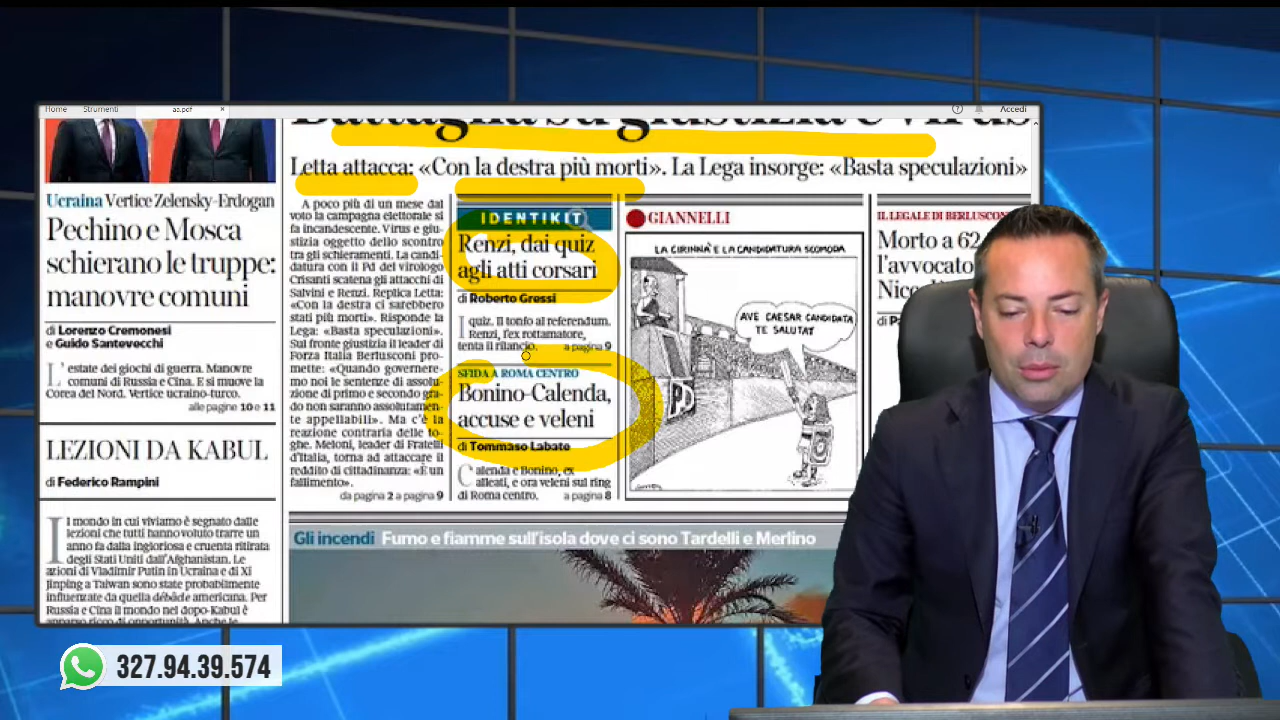 Home Strumenti aa.pdf × Accedi
Battaglia su giustizia e virus
Letta attacca: «Con la destra più morti». La Lega insorge: «Basta speculazioni»
Ucraina Vertice Zelensky-Erdogan
Pechino e Mosca
schierano le truppe:
manovre comuni
di Lorenzo Cremonesi
e Guido Santevecchi
L'estate dei giochi di guerra. Manovre
comuni di Russia e Cina. E si muove la
Corea del Nord. Vertice ucraino-turco.
alle pagine 10 e 11
LEZIONI DA KABUL
di Federico Rampini
Il mondo in cui viviamo è segnato dalle
lezioni che tutti hanno voluto trarre un
anno fa dalla ingloriosa e cruenta ritirata
degli Stati Uniti dall'Afghanistan. Le
azioni di Vladimir Putin in Ucraina e di Xi
Jinping a Taiwan sono state probabilmente
influenzate da quella débâcle americana. Per
Russia e Cina il mondo nel dopo-Kabul è
apparso ricco di opportunità. Anche le
A poco più di un mese dal
voto la campagna elettorale si
fa incandescente. Virus e giu-
stizia oggetto dello scontro
tra gli schieramenti. La candi-
datura con il Pd del virologo
Crisanti scatena gli attacchi di
Salvini e Renzi. Replica Letta:
«Con la destra ci sarebbero
stati più morti». Risponde la
Lega: «Basta speculazioni».
Sul fronte giustizia il leader di
Forza Italia Berlusconi pro-
mette: «Quando governere-
mo noi le sentenze di assolu-
zione di primo e secondo gra-
do non saranno assolutamen-
te appellabili». Ma c'è la
reazione contraria delle to-
ghe. Meloni, leader di Fratelli
d'Italia, torna ad attaccare il
reddito di cittadinanza: «È un
fallimento».
da pagina 2 a pagina 9
IDENTIKIT
Renzi, dai quiz
agli atti corsari
di Roberto Gressi
I quiz. Il tonfo al referendum.
Renzi, l'ex rottamatore,
tenta il rilancio. a pagina 9
SFIDA A ROMA CENTRO
Bonino-Calenda,
accuse e veleni
di Tommaso Labate
Calenda e Bonino, ex
alleati, e ora veleni sul ring
di Roma centro. a pagina 8
GIANNELLI
LA CIRINNÀ E LA CANDIDATURA SCOMODA
AVE CAESAR CANDIDATA
TE SALUTAT
PD
IL LEGALE DI BERLUSCONI
Morto a 62
l'avvocato
Gli incendi Fumo e fiamme sull'isola dove ci sono Tardelli e Merlino
327.94.39.574